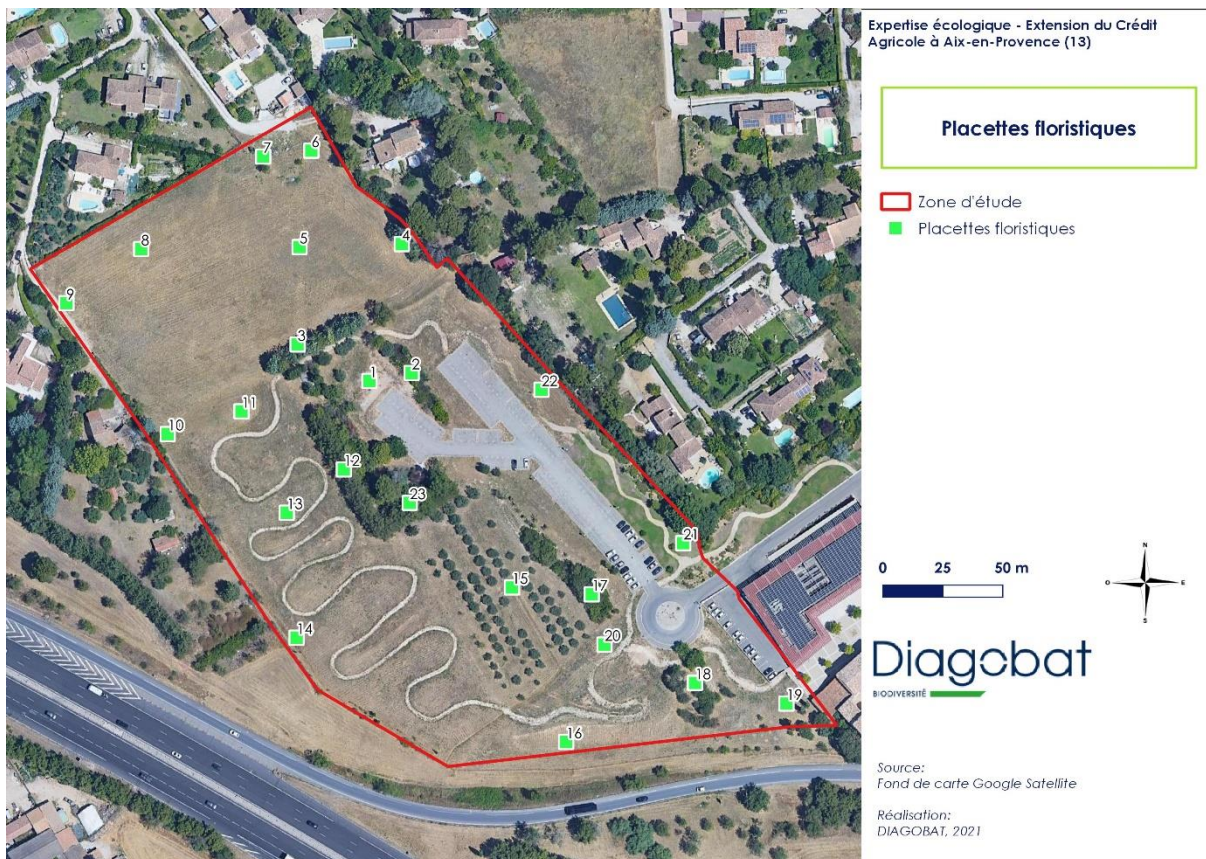 Expertise écologique - Extension du Crédit
Agricole à Aix-en-Provence (13)
Placettes floristiques
Zone d'étude
Placettes floristiques
7
6
8
5
4
9
3
1
2
22
11
10
12
13
23
21
15
17
14
20
18
19
16
0 25 50 m
N
O E
S
Diagobat
BIODIVERSITÉ
Source:
Fond de carte Google Satellite
Réalisation:
DIAGOBAT, 2021